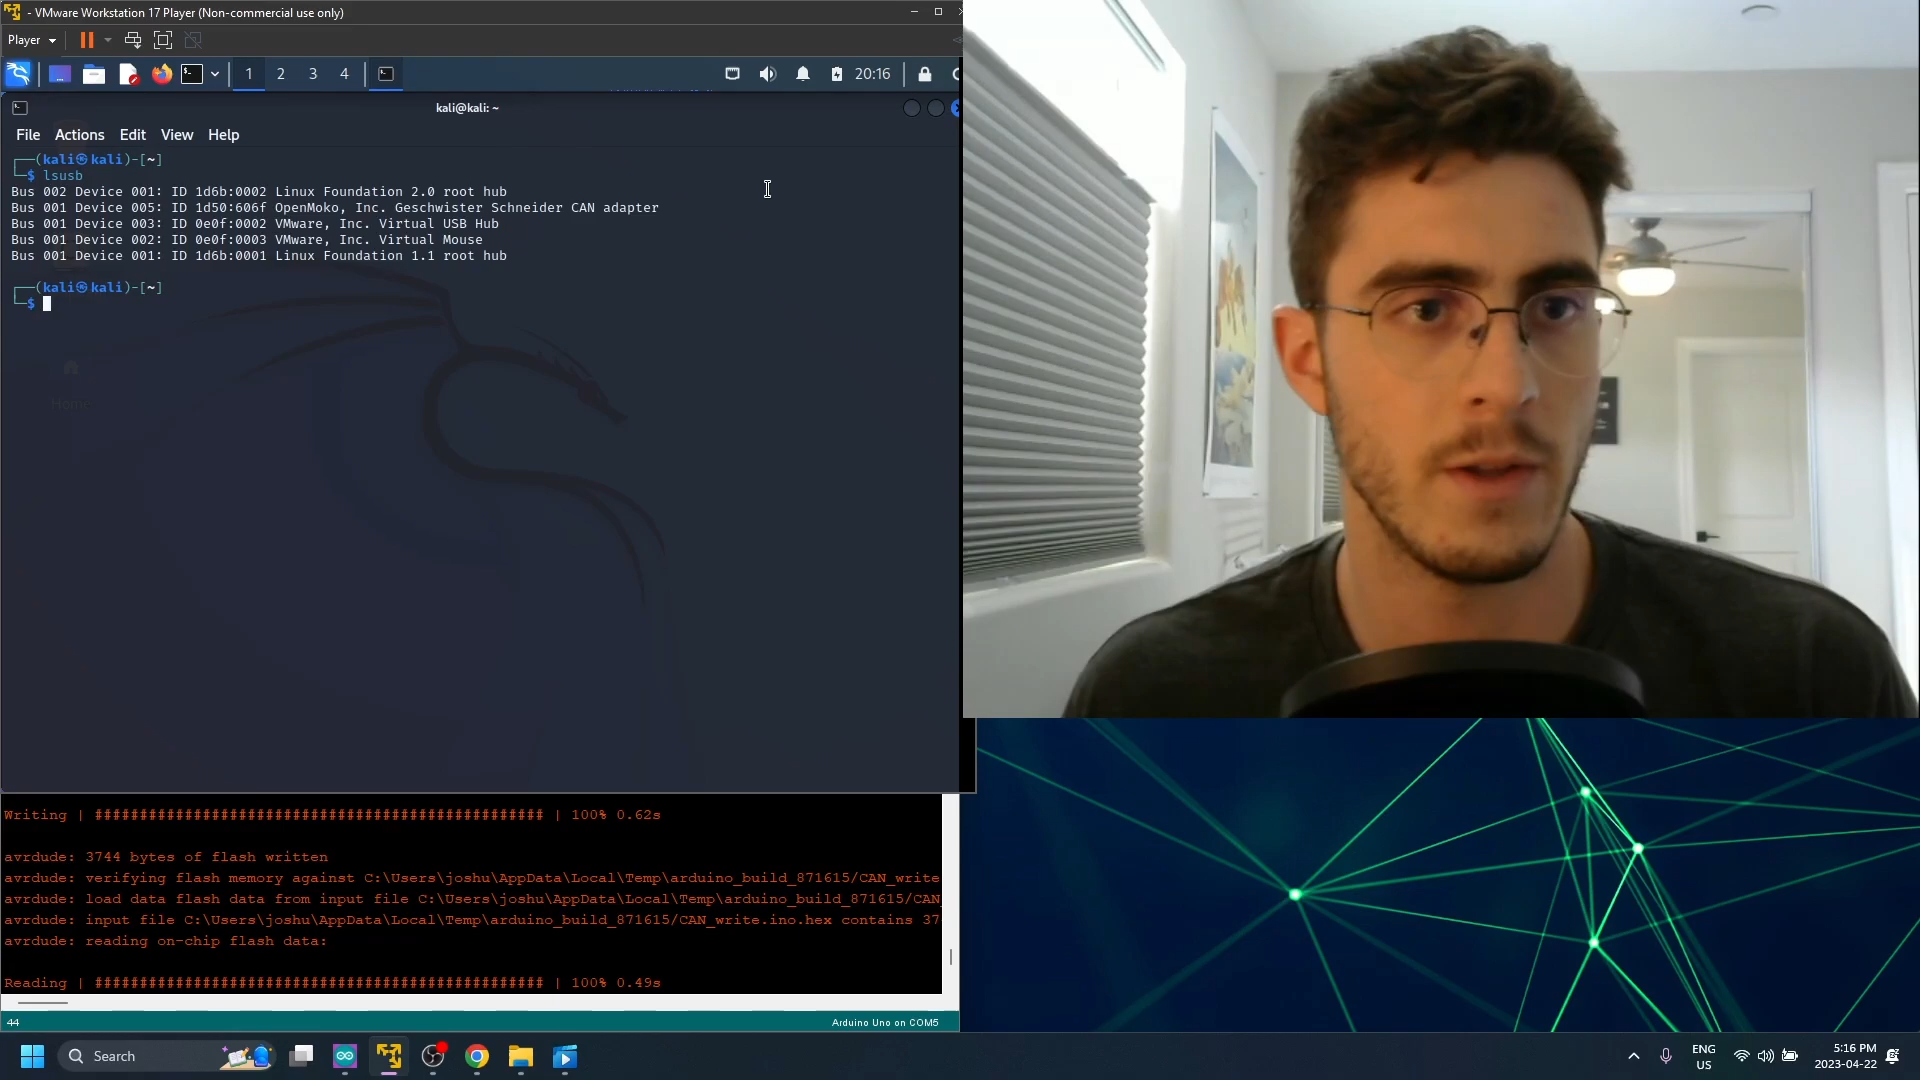 - VMware Workstation 17 Player (Non-commercial use only)
Player
1 2 3 4
20:16
kali@kali: ~
File Actions Edit View Help
┌──(kali㉿kali)-[~]
└─$ lsusb
Bus 002 Device 001: ID 1d6b:0002 Linux Foundation 2.0 root hub
Bus 001 Device 005: ID 1d50:606f OpenMoko, Inc. Geschwister Schneider CAN adapter
Bus 001 Device 003: ID 0e0f:0002 VMware, Inc. Virtual USB Hub
Bus 001 Device 002: ID 0e0f:0003 VMware, Inc. Virtual Mouse
Bus 001 Device 001: ID 1d6b:0001 Linux Foundation 1.1 root hub
┌──(kali㉿kali)-[~]
└─$
Home
Writing | ################################################## | 100% 0.62s
avrdude: 3744 bytes of flash written
avrdude: verifying flash memory against C:\Users\joshu\AppData\Local\Temp\arduino_build_871615/CAN_write
avrdude: load data flash data from input file C:\Users\joshu\AppData\Local\Temp\arduino_build_871615/CAN_
avrdude: input file C:\Users\joshu\AppData\Local\Temp\arduino_build_871615/CAN_write.ino.hex contains 37
avrdude: reading on-chip flash data:
Reading | ################################################## | 100% 0.49s
44
Arduino Uno on COM5
Search
ENG
US
5:16 PM
2023-04-22